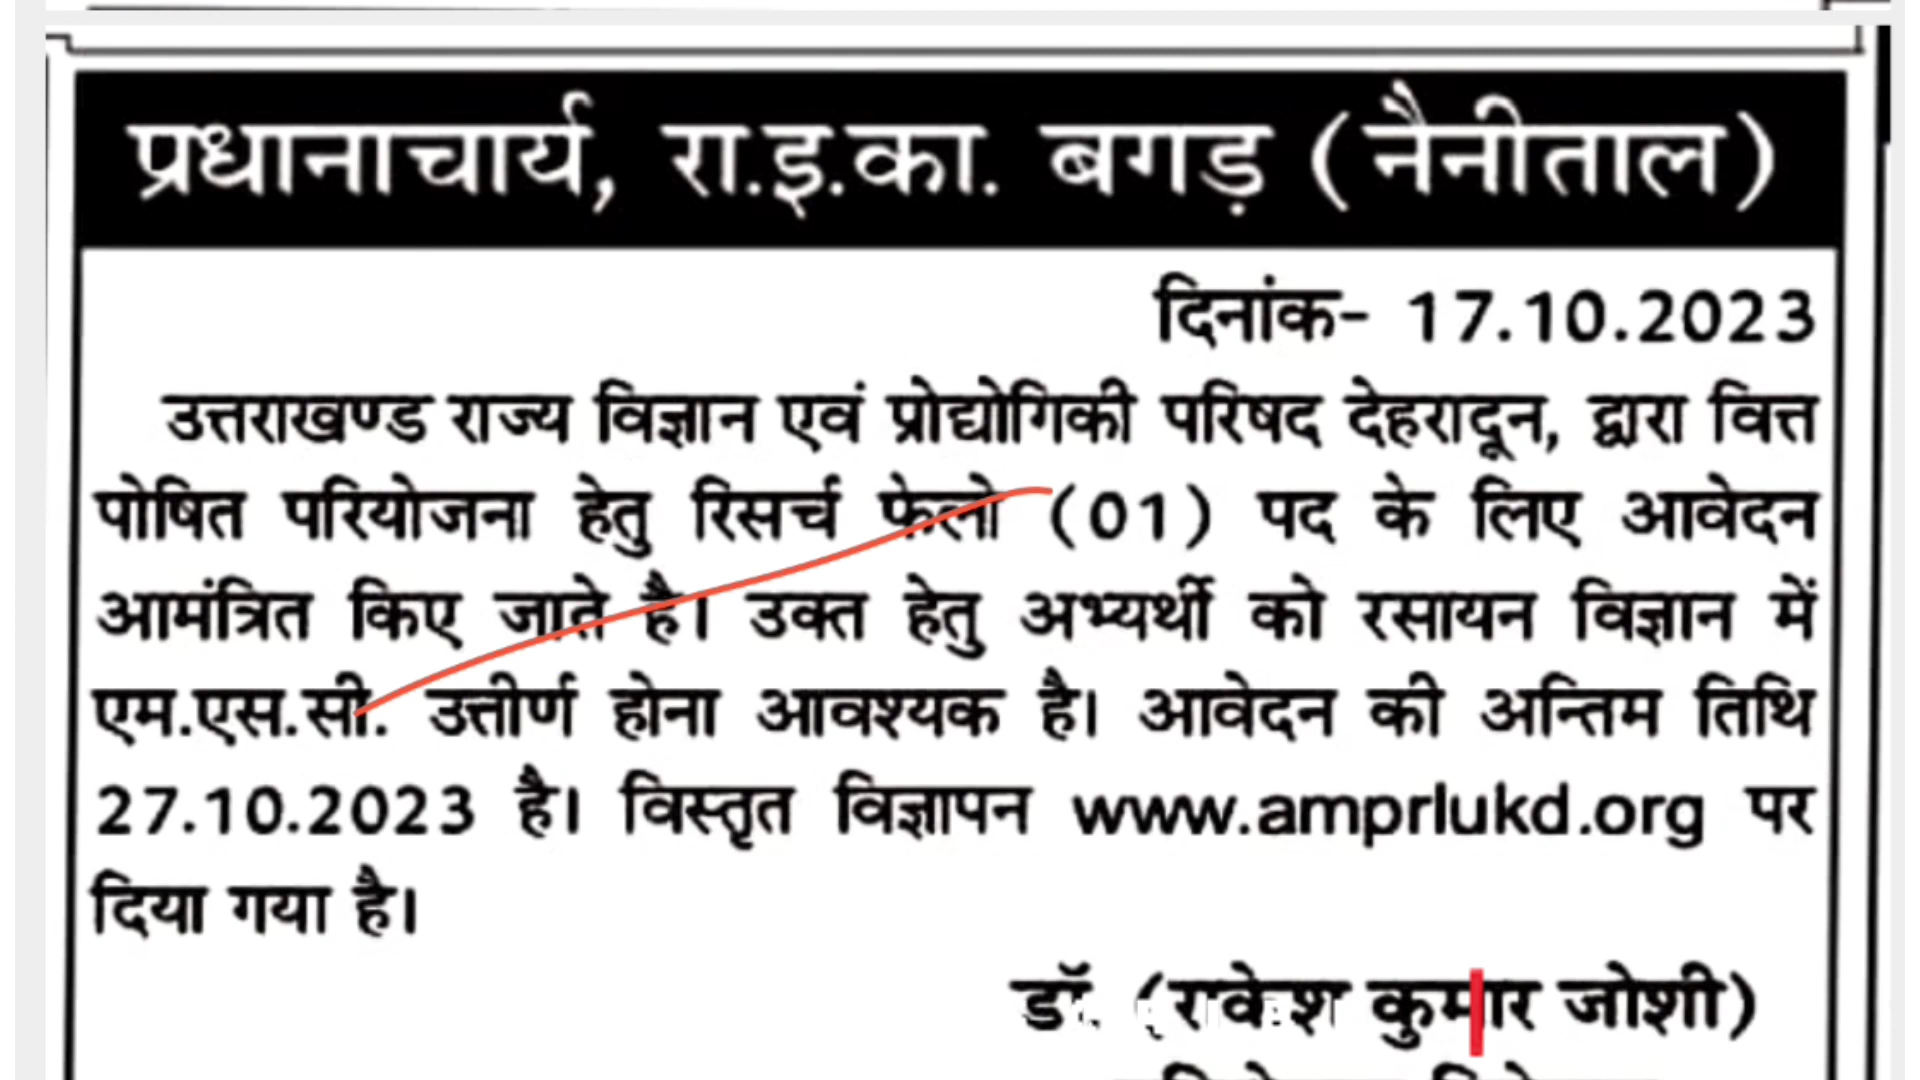 प्रधानाचार्य, रा.इ.का. बगड़ (नैनीताल)
दिनांक- 17.10.2023
उत्तराखण्ड राज्य विज्ञान एवं प्रोद्योगिकी परिषद देहरादून, द्वारा वित्त
पोषित परियोजना हेतु रिसर्च फेलो (01) पद के लिए आवेदन
आमंत्रित किए जाते है। उक्त हेतु अभ्यर्थी को रसायन विज्ञान में
एम.एस.सी. उत्तीर्ण होना आवश्यक है। आवेदन की अन्तिम तिथि
27.10.2023 है। विस्तृत विज्ञापन www.amprlukd.org पर
दिया गया है।
डॉ. (राकेश कुमार जोशी)